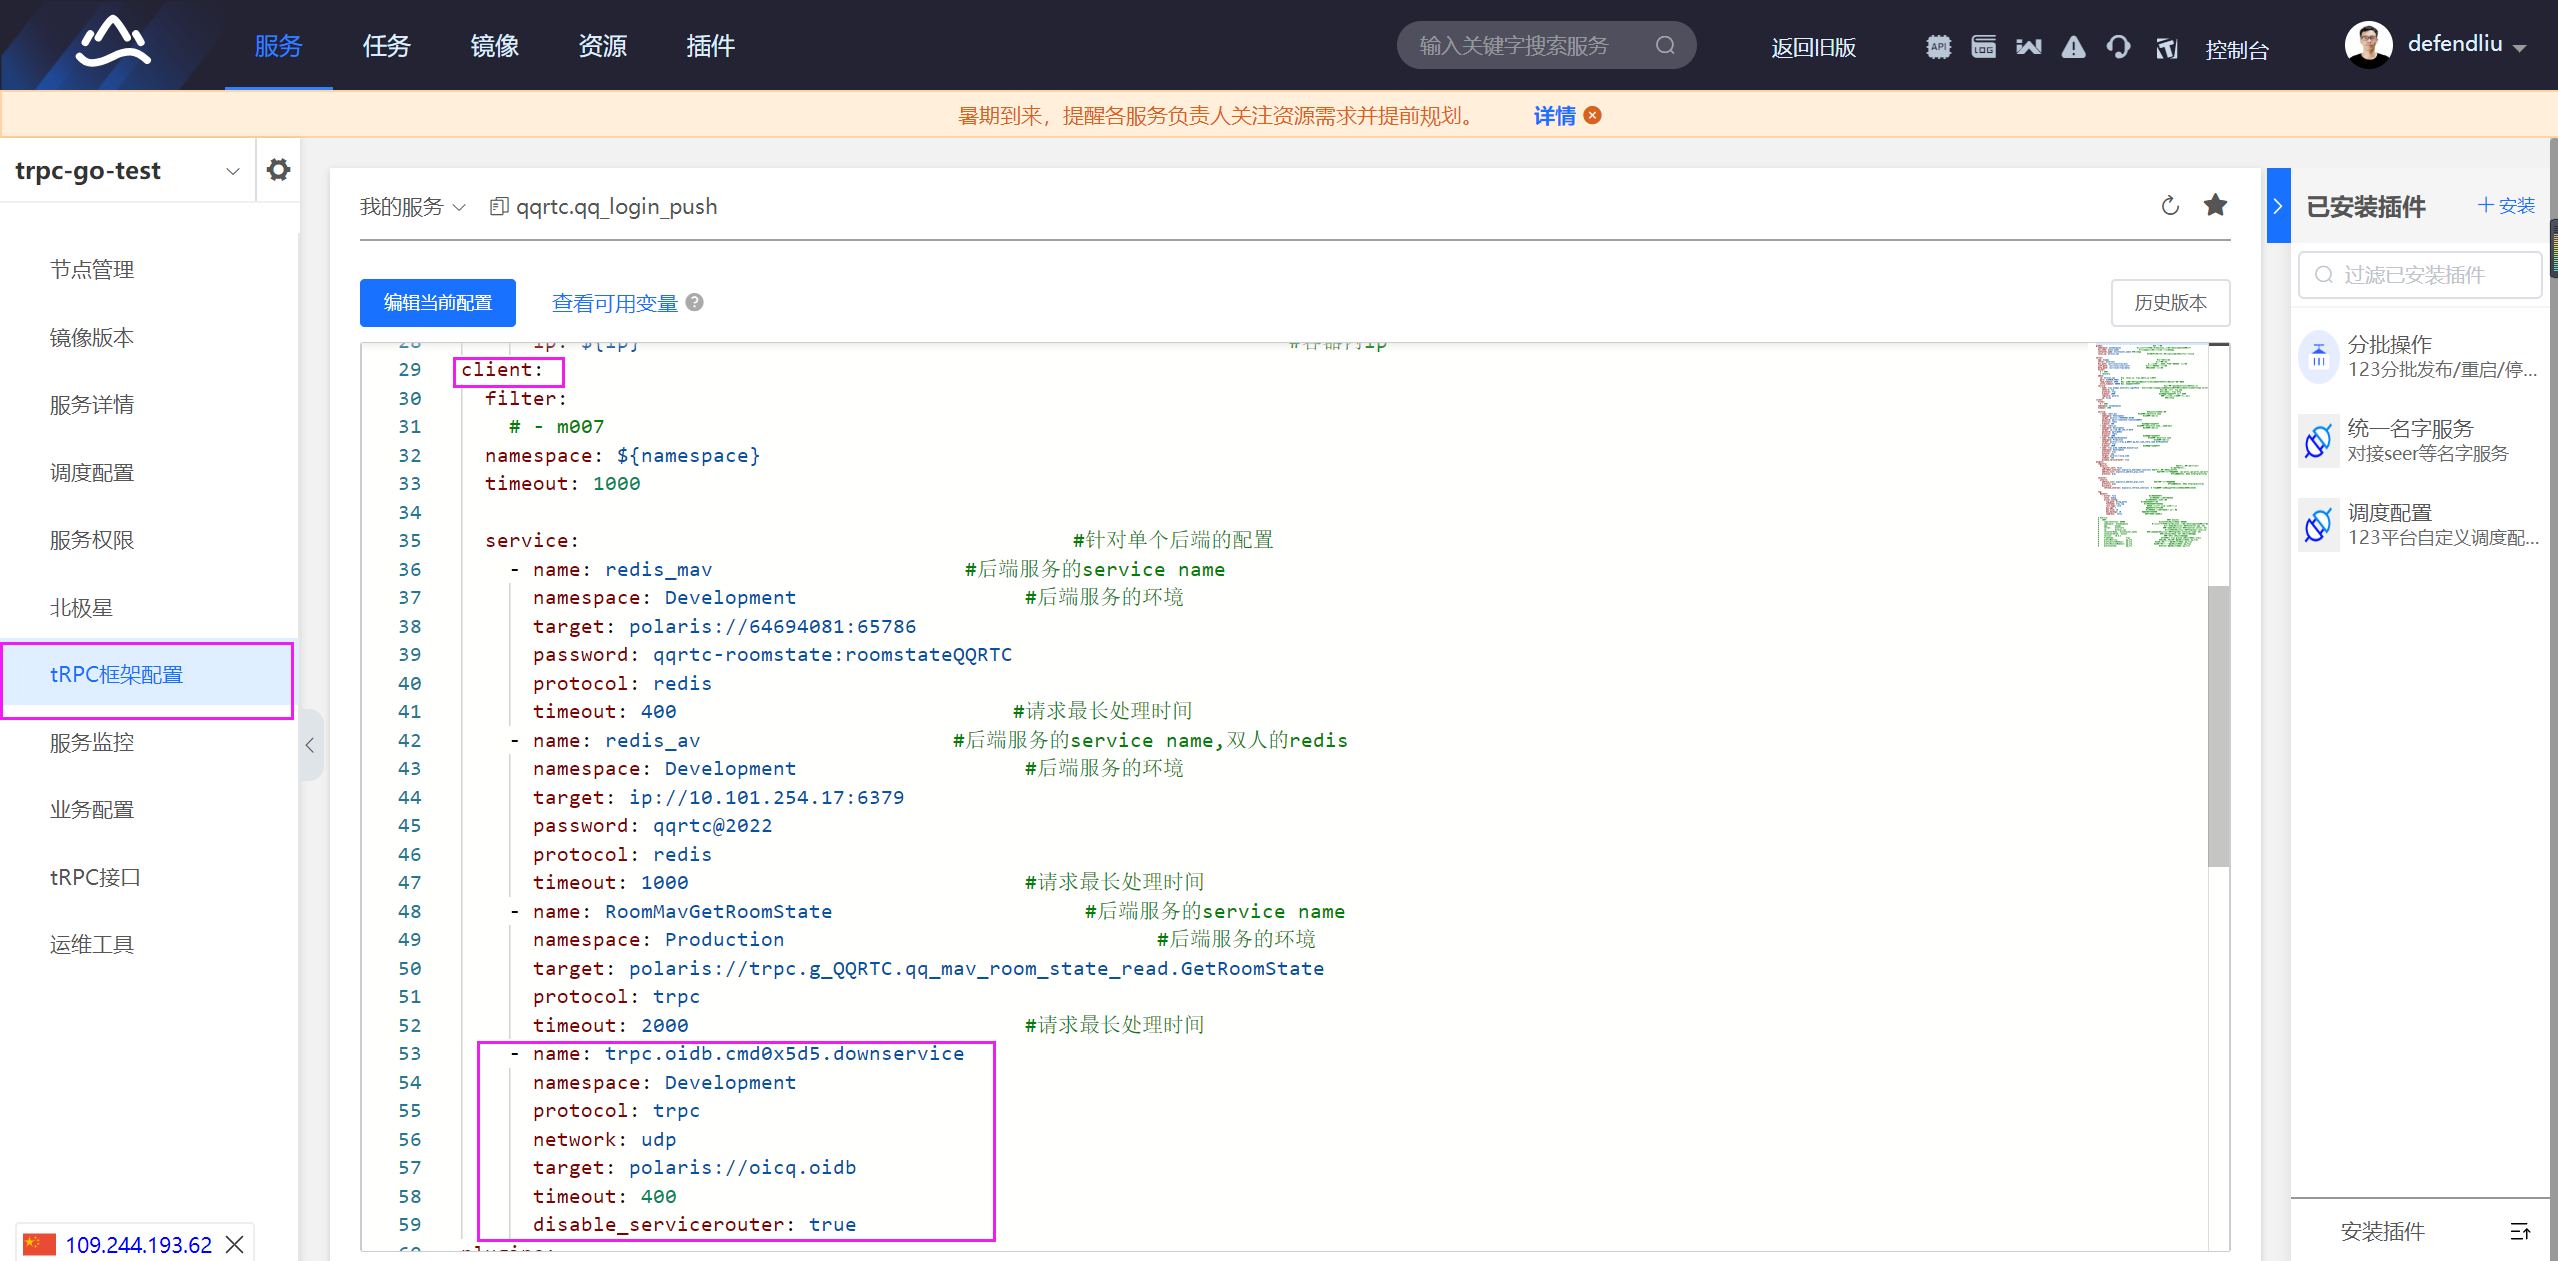 服务 任务 镜像 资源 插件 输入关键字搜索服务 返回旧版 API LOG 控制台 defendliu
暑期到来，提醒各服务负责人关注资源需求并提前规划。 详情
trpc-go-test
节点管理
镜像版本
服务详情
调度配置
服务权限
北极星
tRPC框架配置
服务监控
业务配置
tRPC接口
运维工具
109.244.193.62
我的服务 qqrtc.qq_login_push
编辑当前配置 查看可用变量 历史版本
28 ip: ${ip} #容器内ip
29 client:
30 filter:
31 # - m007
32 namespace: ${namespace}
33 timeout: 1000
34
35 service: #针对单个后端的配置
36 - name: redis_mav #后端服务的service name
37 namespace: Development #后端服务的环境
38 target: polaris://64694081:65786
39 password: qqrtc-roomstate:roomstateQQRTC
40 protocol: redis
41 timeout: 400 #请求最长处理时间
42 - name: redis_av #后端服务的service name,双人的redis
43 namespace: Development #后端服务的环境
44 target: ip://10.101.254.17:6379
45 password: qqrtc@2022
46 protocol: redis
47 timeout: 1000 #请求最长处理时间
48 - name: RoomMavGetRoomState #后端服务的service name
49 namespace: Production #后端服务的环境
50 target: polaris://trpc.g_QQRTC.qq_mav_room_state_read.GetRoomState
51 protocol: trpc
52 timeout: 2000 #请求最长处理时间
53 - name: trpc.oidb.cmd0x5d5.downservice
54 namespace: Development
55 protocol: trpc
56 network: udp
57 target: polaris://oicq.oidb
58 timeout: 400
59 disable_servicerouter: true
60 plugins:
已安装插件 +安装
过滤已安装插件
分批操作
123分批发布/重启/停...
统一名字服务
对接seer等名字服务
调度配置
123平台自定义调度配...
安装插件